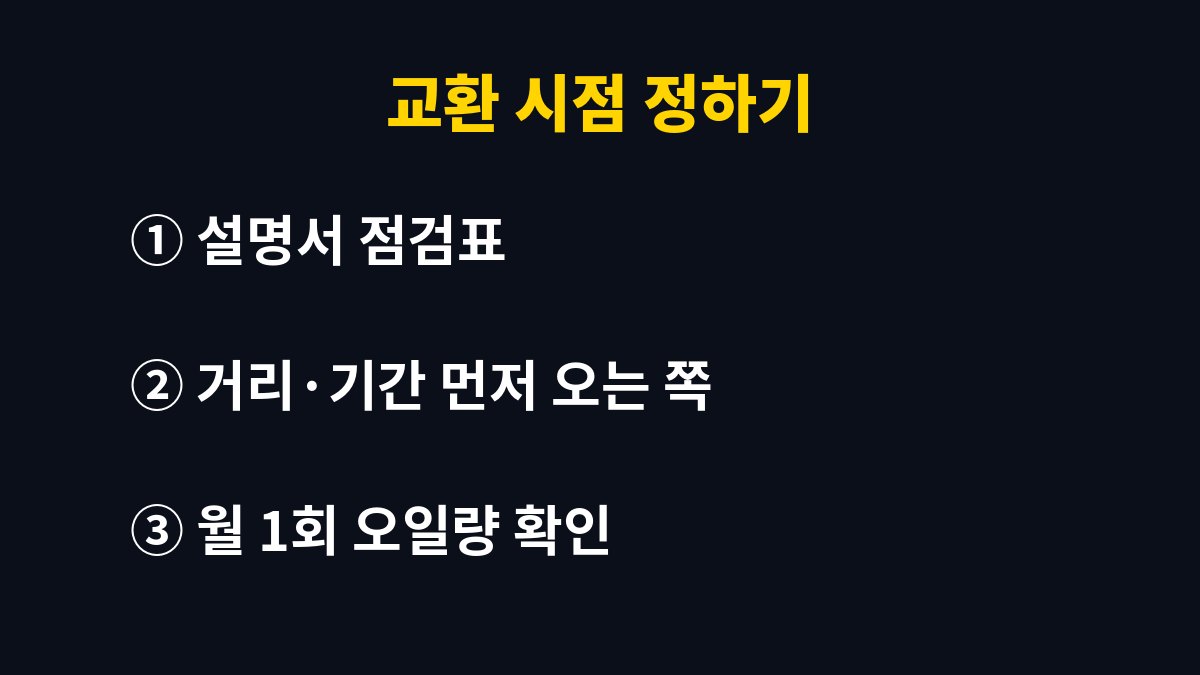 교환 시점 정하기
① 설명서 점검표
② 거리·기간 먼저 오는 쪽
③ 월 1회 오일량 확인